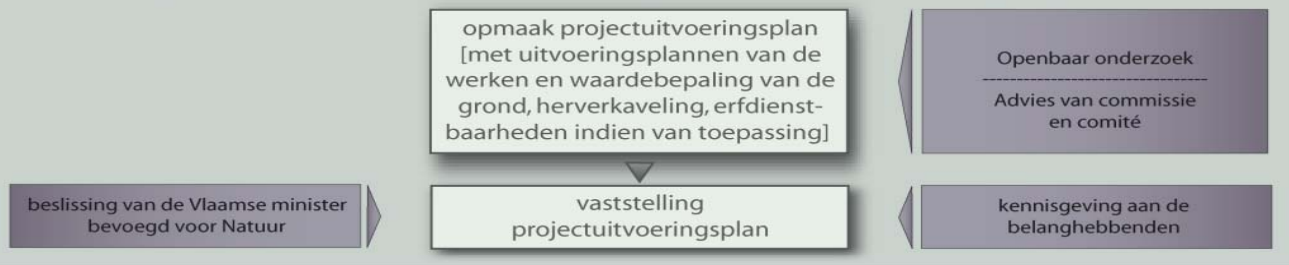 opmaak projectuitvoeringsplan
[met uitvoeringsplannen van de
werken en waardebepaling van de
grond, herverkaveling, erfdienst-
baarheden indien van toepassing]
Openbaar onderzoek
Advies van commissie
en comité
beslissing van de Vlaamse minister
bevoegd voor Natuur
vaststelling
projectuitvoeringsplan
kennisgeving aan de
belanghebbenden